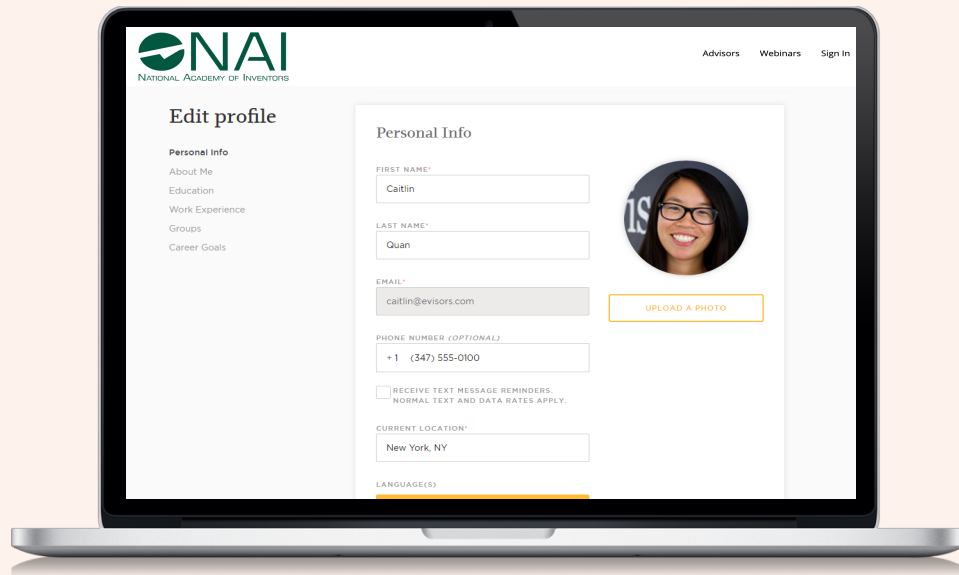 NAI
NATIONAL ACADEMY OF INVENTORS
Advisors Webinars Sign In
Edit profile
Personal Info
About Me
Education
Work Experience
Groups
Career Goals
Personal Info
FIRST NAME*
Caitlin
LAST NAME*
Quan
EMAIL*
caitlin@evisors.com
PHONE NUMBER (OPTIONAL)
+ 1 (347) 555-0100
RECEIVE TEXT MESSAGE REMINDERS.
NORMAL TEXT AND DATA RATES APPLY.
CURRENT LOCATION*
New York, NY
LANGUAGE(S)
IS
UPLOAD A PHOTO